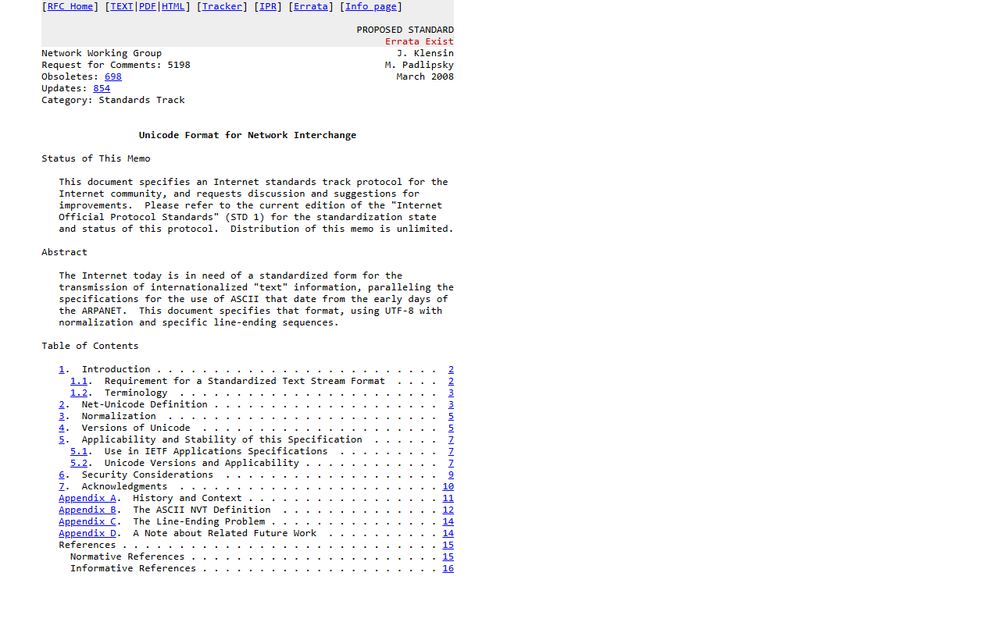 [RFC Home] [TEXT|PDF|HTML] [Tracker] [IPR] [Errata] [Info page]
PROPOSED STANDARD
Errata Exist
Network Working Group J. Klensin
Request for Comments: 5198 M. Padlipsky
Obsoletes: 698 March 2008
Updates: 854
Category: Standards Track
Unicode Format for Network Interchange
Status of This Memo
This document specifies an Internet standards track protocol for the
Internet community, and requests discussion and suggestions for
improvements. Please refer to the current edition of the "Internet
Official Protocol Standards" (STD 1) for the standardization state
and status of this protocol. Distribution of this memo is unlimited.
Abstract
The Internet today is in need of a standardized form for the
transmission of internationalized "text" information, paralleling the
specifications for the use of ASCII that date from the early days of
the ARPANET. This document specifies that format, using UTF-8 with
normalization and specific line-ending sequences.
Table of Contents
1. Introduction . . . . . . . . . . . . . . . . . . . . . . . . . 2
1.1. Requirement for a Standardized Text Stream Format . . . . 2
1.2. Terminology . . . . . . . . . . . . . . . . . . . . . . . 3
2. Net-Unicode Definition . . . . . . . . . . . . . . . . . . . . 3
3. Normalization . . . . . . . . . . . . . . . . . . . . . . . . 5
4. Versions of Unicode . . . . . . . . . . . . . . . . . . . . . 5
5. Applicability and Stability of this Specification . . . . . . 7
5.1. Use in IETF Applications Specifications . . . . . . . . . 7
5.2. Unicode Versions and Applicability . . . . . . . . . . . . 7
6. Security Considerations . . . . . . . . . . . . . . . . . . . 9
7. Acknowledgments . . . . . . . . . . . . . . . . . . . . . . . 10
Appendix A. History and Context . . . . . . . . . . . . . . . . . 11
Appendix B. The ASCII NVT Definition . . . . . . . . . . . . . . 12
Appendix C. The Line-Ending Problem . . . . . . . . . . . . . . . 14
Appendix D. A Note about Related Future Work . . . . . . . . . . 14
References . . . . . . . . . . . . . . . . . . . . . . . . . . . . 15
Normative References . . . . . . . . . . . . . . . . . . . . . . 15
Informative References . . . . . . . . . . . . . . . . . . . . . 16